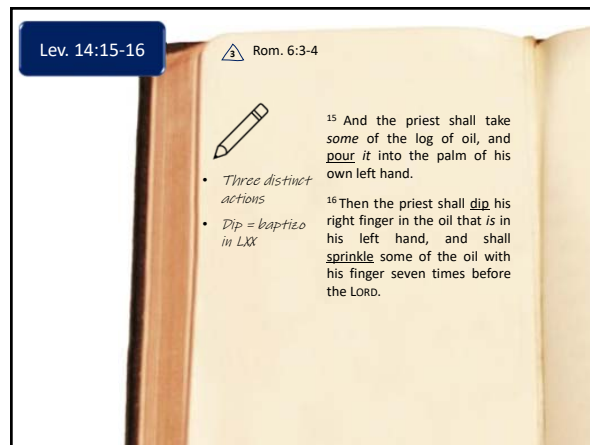 Lev. 14:15-16
3 Rom. 6:3-4
• Three distinct
actions
• Dip = baptizo
in LXX
15 And the priest shall take
some of the log of oil, and
pour it into the palm of his
own left hand.
16 Then the priest shall dip his
right finger in the oil that is in
his left hand, and shall
sprinkle some of the oil with
his finger seven times before
the LORD.